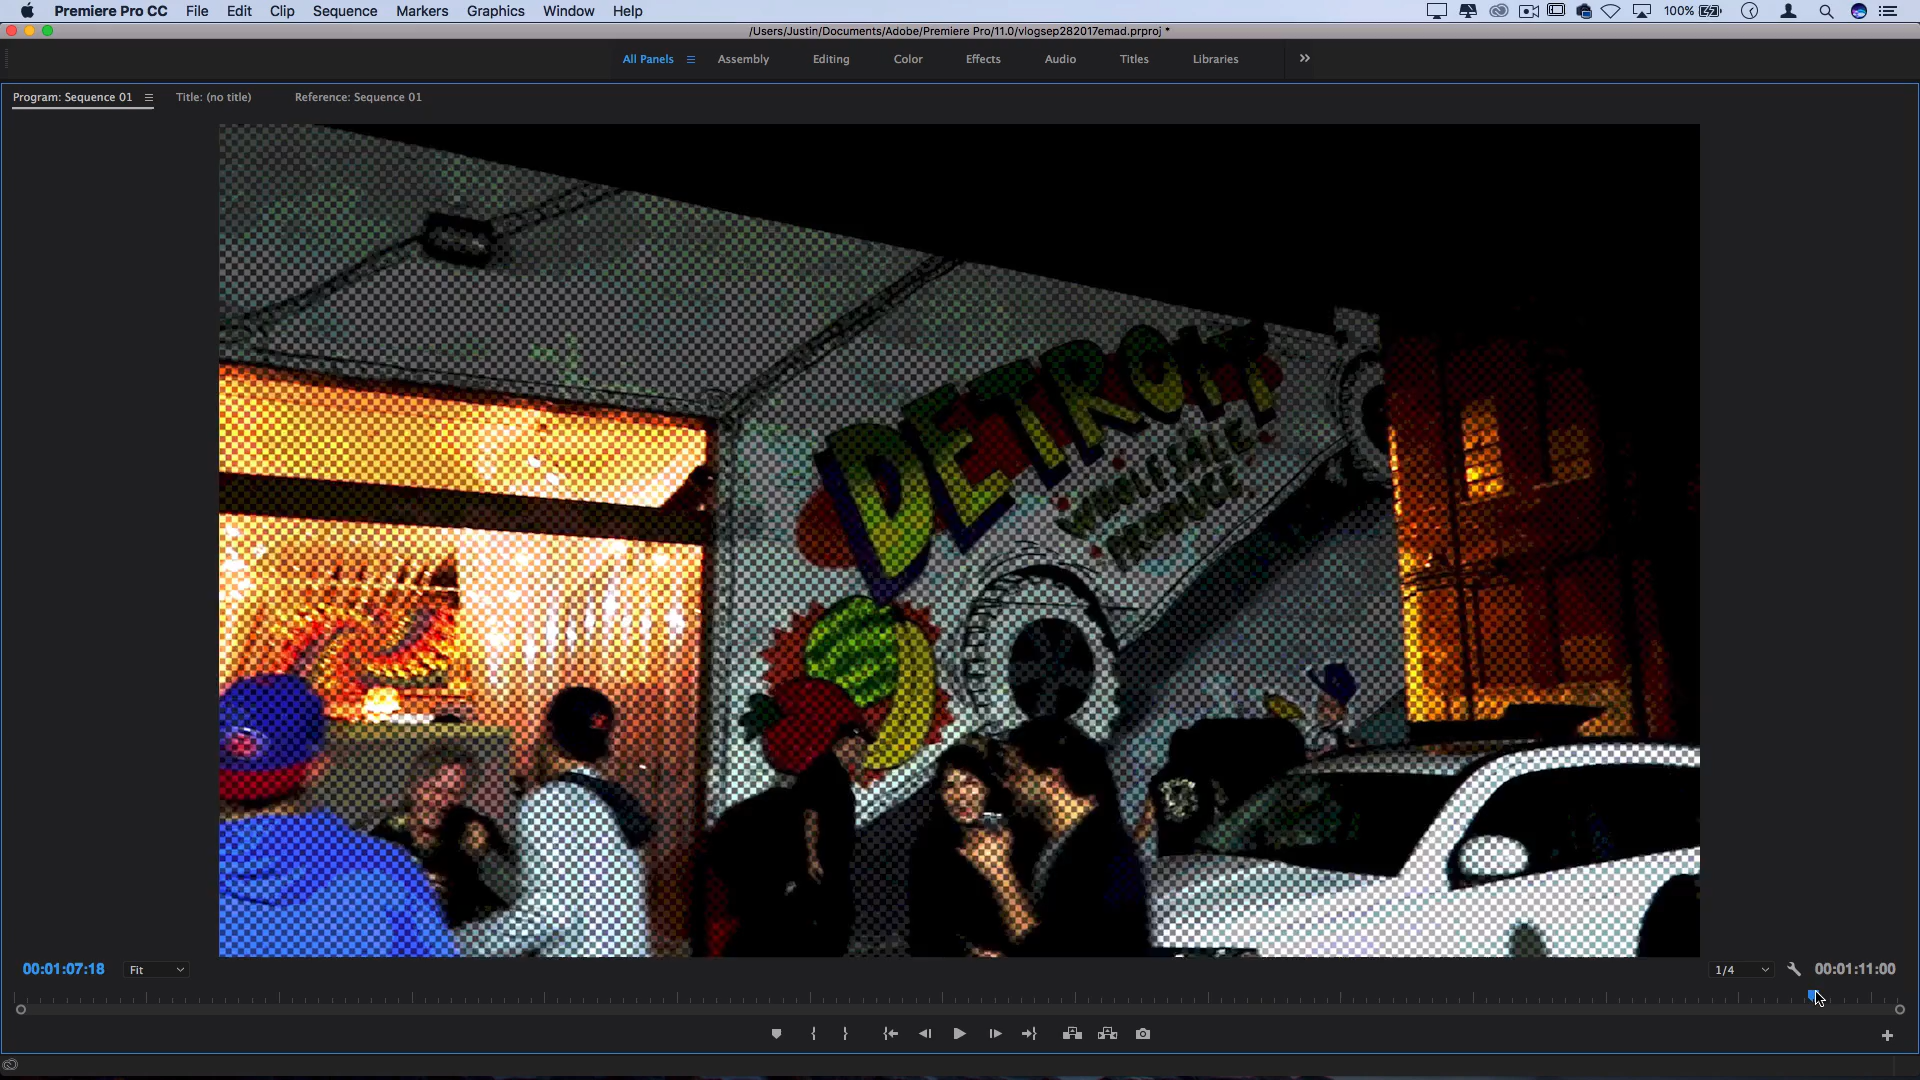 Premiere Pro CC File Edit Clip Sequence Markers Graphics Window Help 100%
/Users/Justin/Documents/Adobe/Premiere Pro/11.0/vlogsep282017emad.prproj *
All Panels Assembly Editing Color Effects Audio Titles Libraries
Program: Sequence 01 Title: (no title) Reference: Sequence 01
DETROIT
WHOLESALE
PRODUCE
00:01:07:18 Fit 1/4 00:01:11:00